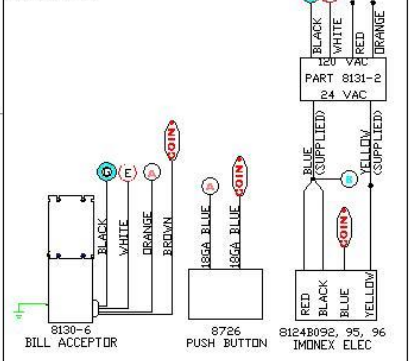 BLACK
WHITE
RED
ORANGE
120 VAC
PART 8131-2
24 VAC
BLUE
(SUPPLIED)
YELLOW
(SUPPLIED)
COIN
G
E
A
A
COIN
B
COIN
BLACK
WHITE
ORANGE
BROWN
18GA BLUE
18GA BLUE
RED
BLACK
BLUE
YELLOW
8130-6
BILL ACCEPTOR
8726
PUSH BUTTON
8124B092, 95, 96
IMONEX ELEC